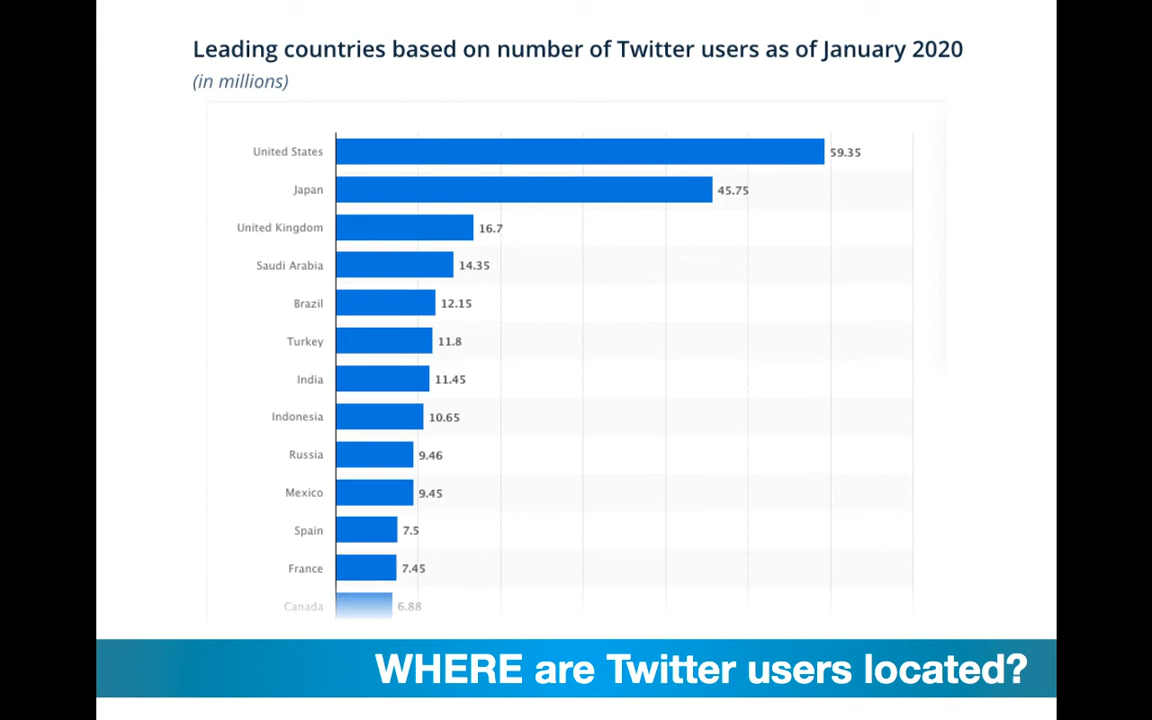 Leading countries based on number of Twitter users as of January 2020
(in millions)
United States 59.35
Japan 45.75
United Kingdom 16.7
Saudi Arabia 14.35
Brazil 12.15
Turkey 11.8
India 11.45
Indonesia 10.65
Russia 9.46
Mexico 9.45
Spain 7.5
France 7.45
Canada 6.88
WHERE are Twitter users located?